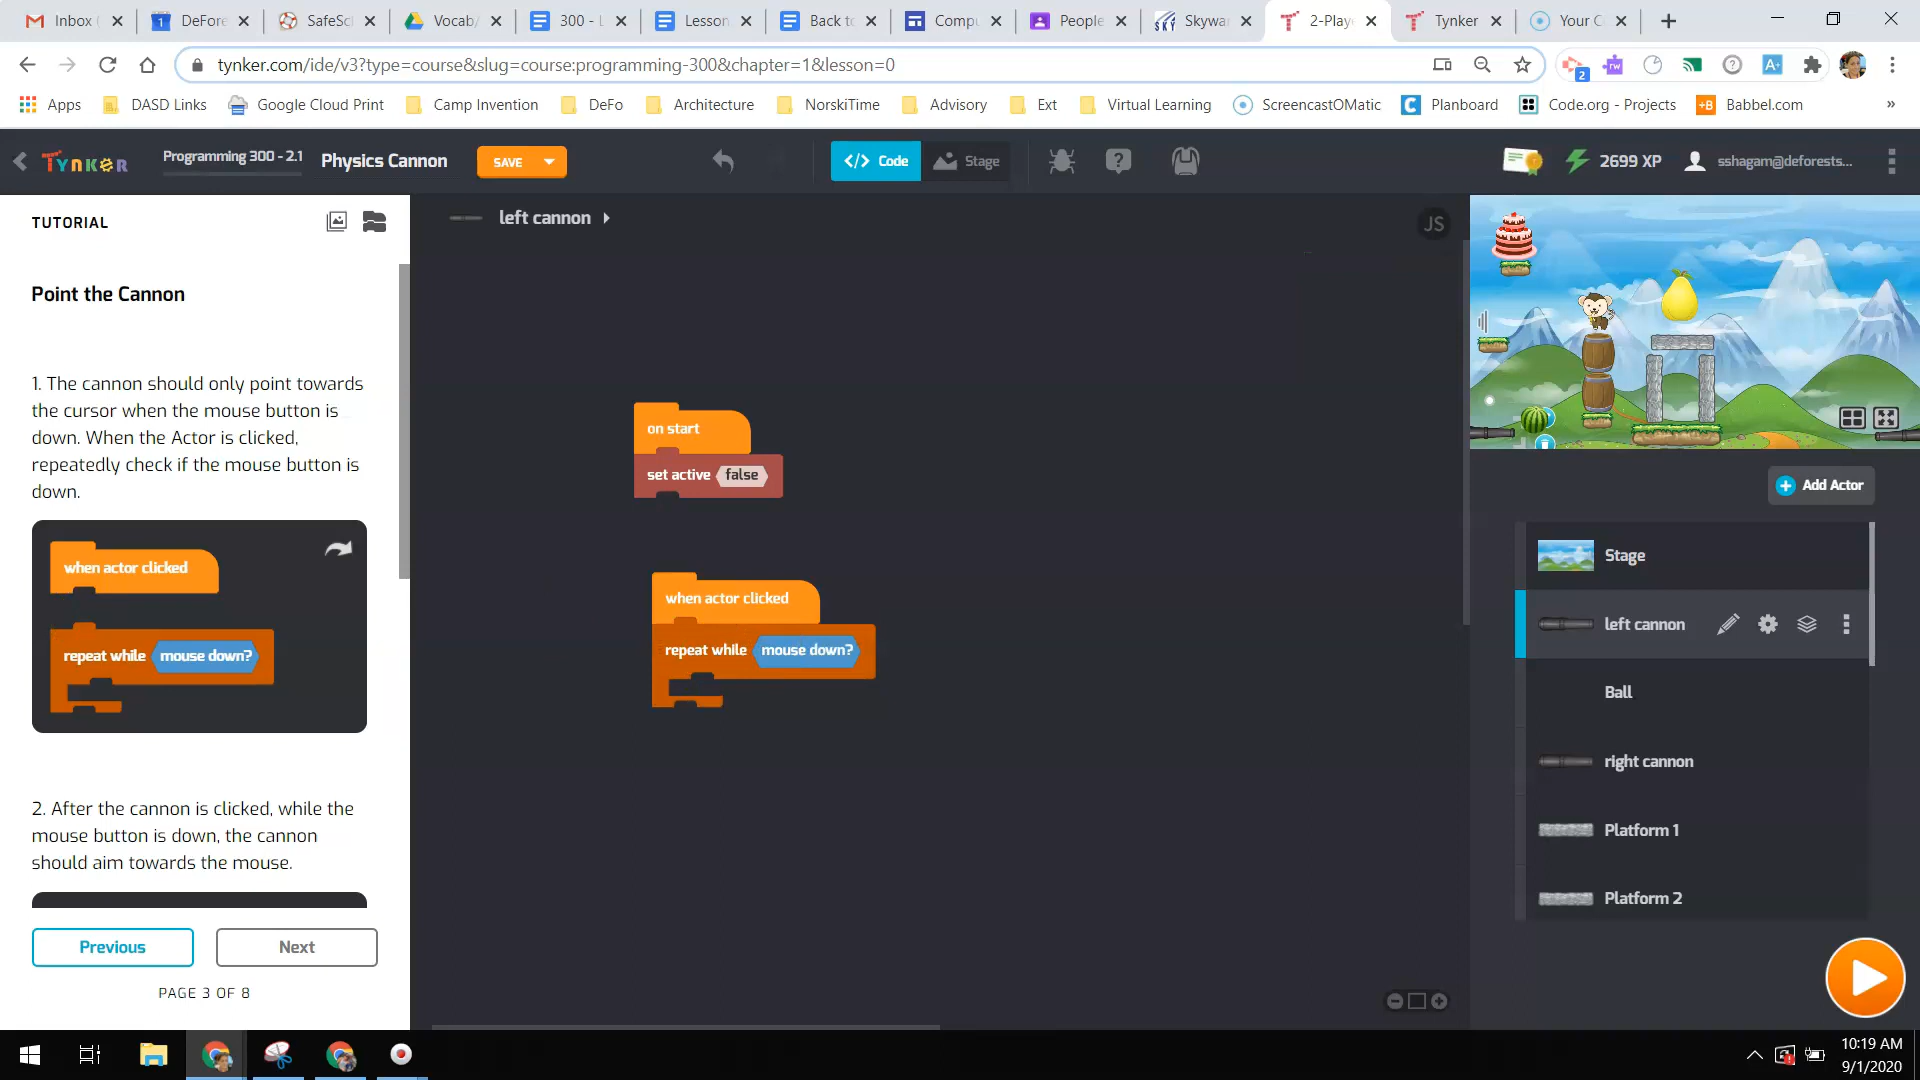 Inbox
DeFore
SafeSc
Vocab/
300 - L
Lesson
Back to
Compu
People
Skywar
2-Playe
Tynker
Your C
tynker.com/ide/v3?type=course&slug=course:programming-300&chapter=1&lesson=0
Apps
DASD Links
Google Cloud Print
Camp Invention
DeFo
Architecture
NorskiTime
Advisory
Ext
Virtual Learning
ScreencastOMatic
Planboard
Code.org - Projects
Babbel.com
»
TYNKER
Programming 300 - 2.1
Physics Cannon
SAVE
</> Code
Stage
2699 XP
sshagam@deforests...
TUTORIAL
left cannon
JS
Point the Cannon
1. The cannon should only point towards
the cursor when the mouse button is
down. When the Actor is clicked,
repeatedly check if the mouse button is
down.
when actor clicked
repeat while mouse down?
2. After the cannon is clicked, while the
mouse button is down, the cannon
should aim towards the mouse.
Previous
Next
PAGE 3 OF 8
on start
set active false
when actor clicked
repeat while mouse down?
Add Actor
Stage
left cannon
Ball
right cannon
Platform 1
Platform 2
10:19 AM
9/1/2020